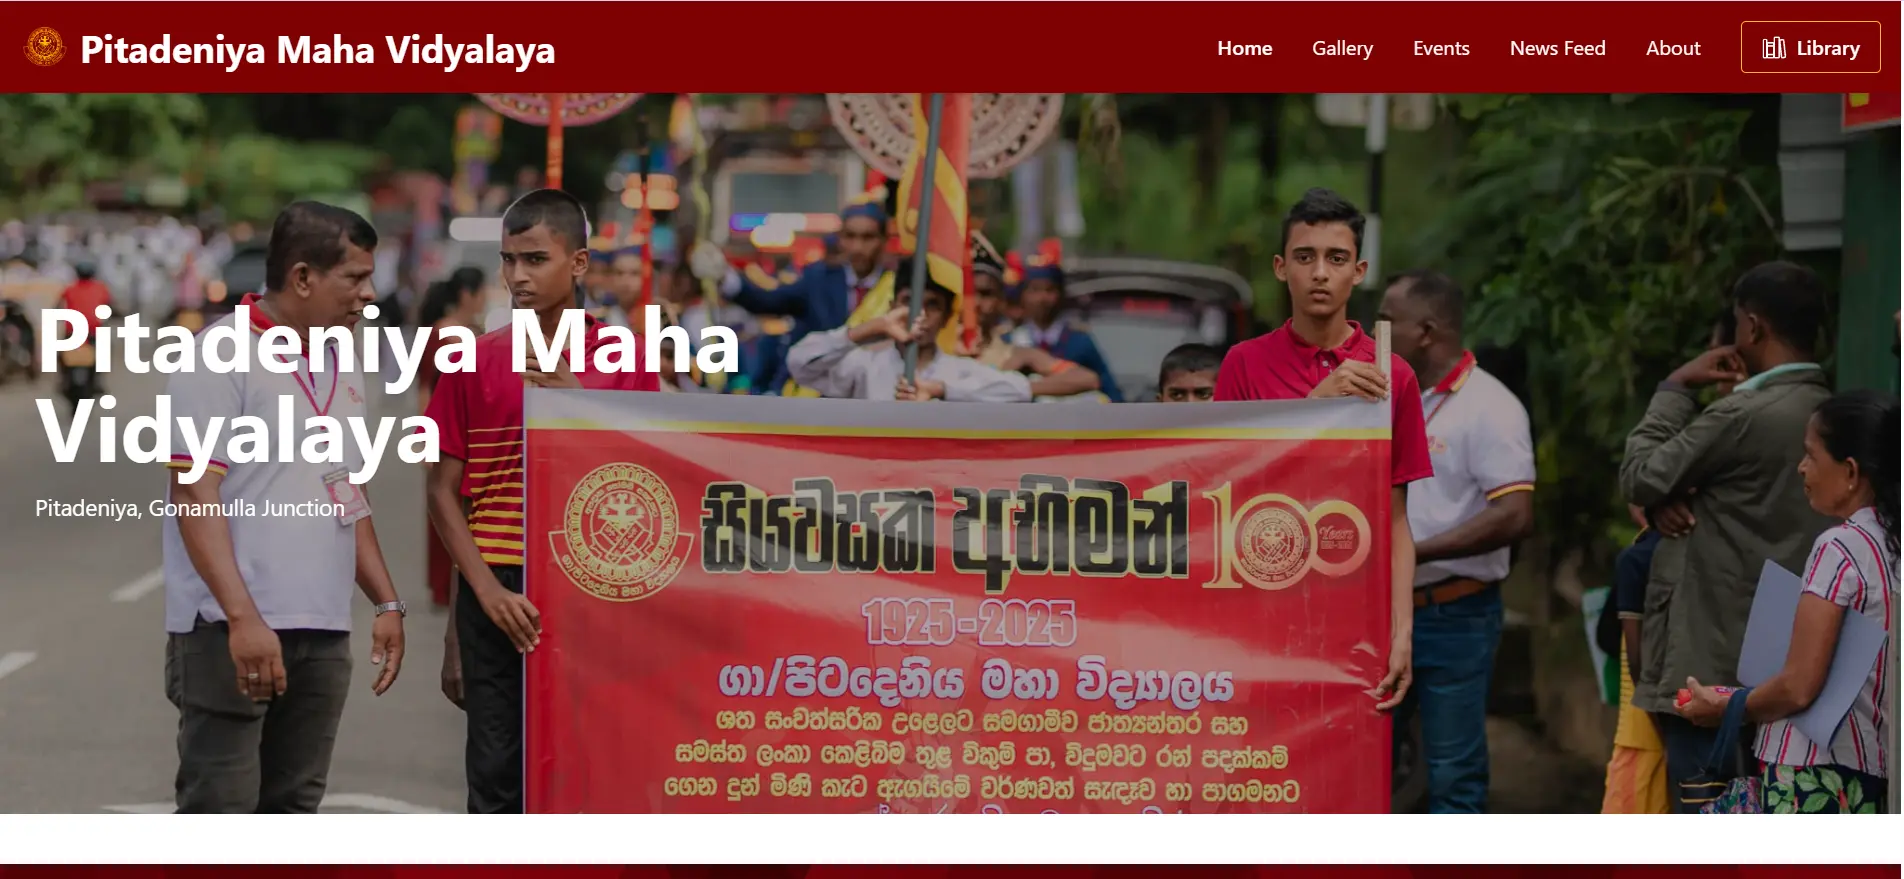 Pitadeniya Maha Vidyalaya
Home
Gallery
Events
News Feed
About
Library
Pitadeniya Maha
Vidyalaya
Pitadeniya, Gonamulla Junction
සියවසක අභිමන් 100
Years
1925-2025
ගා/පිටදෙනිය මහා විද්‍යාලය
ශත සංවත්සරික උළෙලට සමගාමීව ජාත්‍යන්තර සහ
සමස්ත ලංකා කෙළිබිම තුළ විකුම් පා, විදුමවට රන් පදක්කම්
ගෙන දුන් මිණි කැට ඇගයීමේ වර්ණවත් සැඳෑව හා පාගමනට